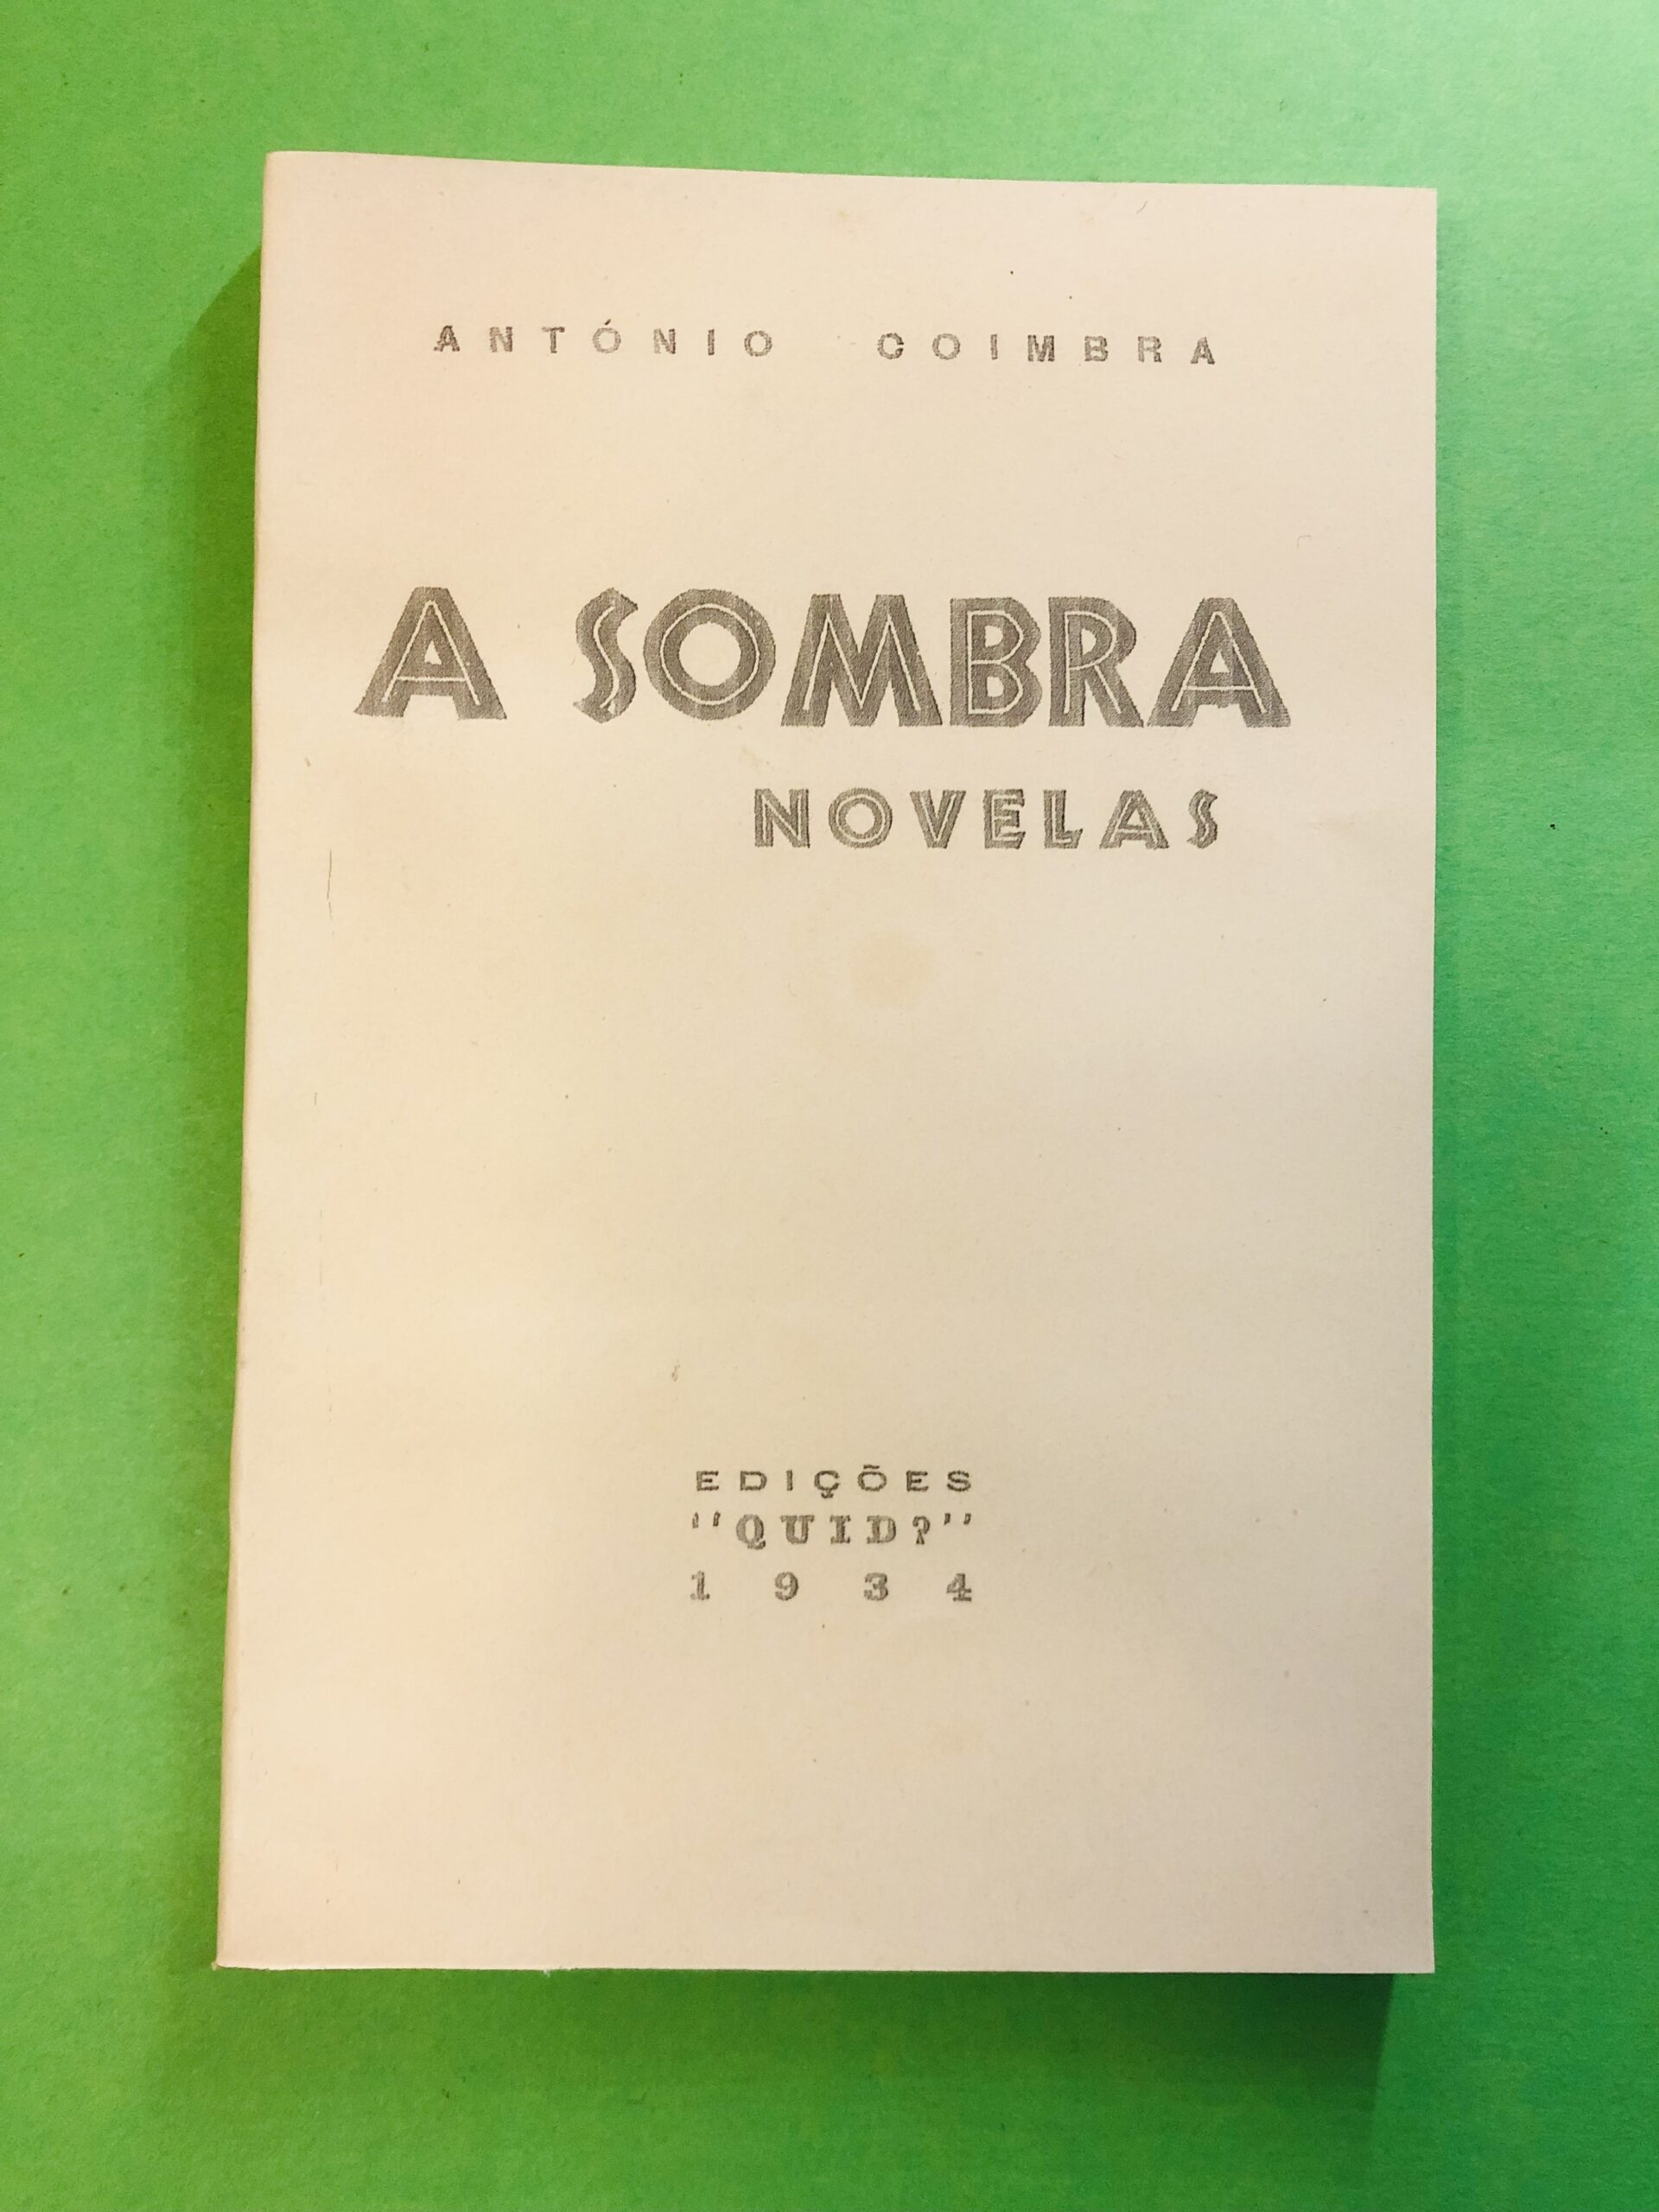 ANTÓNIO COIMBRA
A SOMBRA
NOVELAS
EDIÇÕES
"QUID?"
1934